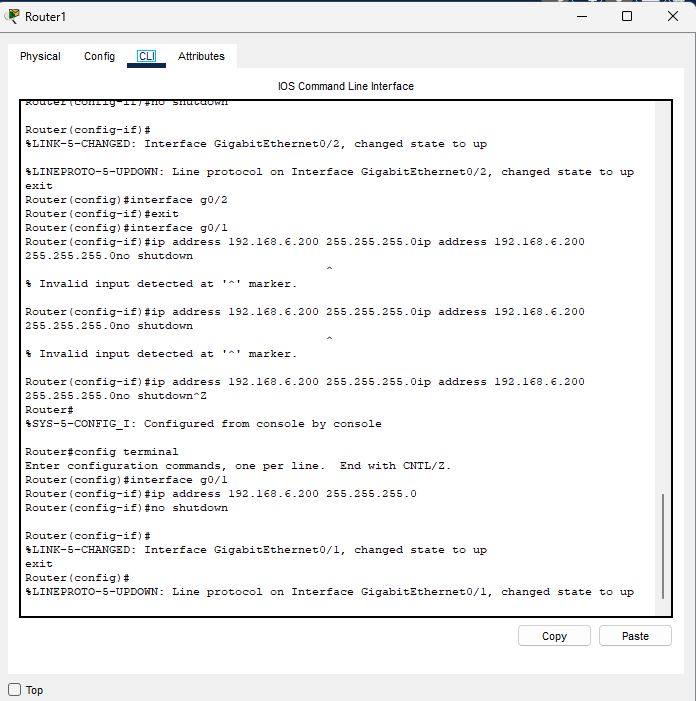 Router1
Physical Config CLI Attributes
IOS Command Line Interface
Router(config-if)#no shutdown
Router(config-if)#
%LINK-5-CHANGED: Interface GigabitEthernet0/2, changed state to up
%LINEPROTO-5-UPDOWN: Line protocol on Interface GigabitEthernet0/2, changed state to up
exit
Router(config)#interface g0/2
Router(config-if)#exit
Router(config)#interface g0/1
Router(config-if)#ip address 192.168.6.200 255.255.255.0ip address 192.168.6.200
255.255.255.0no shutdown
^
% Invalid input detected at '^' marker.
Router(config-if)#ip address 192.168.6.200 255.255.255.0ip address 192.168.6.200
255.255.255.0no shutdown
^
% Invalid input detected at '^' marker.
Router(config-if)#ip address 192.168.6.200 255.255.255.0ip address 192.168.6.200
255.255.255.0no shutdown^Z
Router#
%SYS-5-CONFIG_I: Configured from console by console
Router#config terminal
Enter configuration commands, one per line.  End with CNTL/Z.
Router(config)#interface g0/1
Router(config-if)#ip address 192.168.6.200 255.255.255.0
Router(config-if)#no shutdown
Router(config-if)#
%LINK-5-CHANGED: Interface GigabitEthernet0/1, changed state to up
exit
Router(config)#
%LINEPROTO-5-UPDOWN: Line protocol on Interface GigabitEthernet0/1, changed state to up
Copy Paste
Top